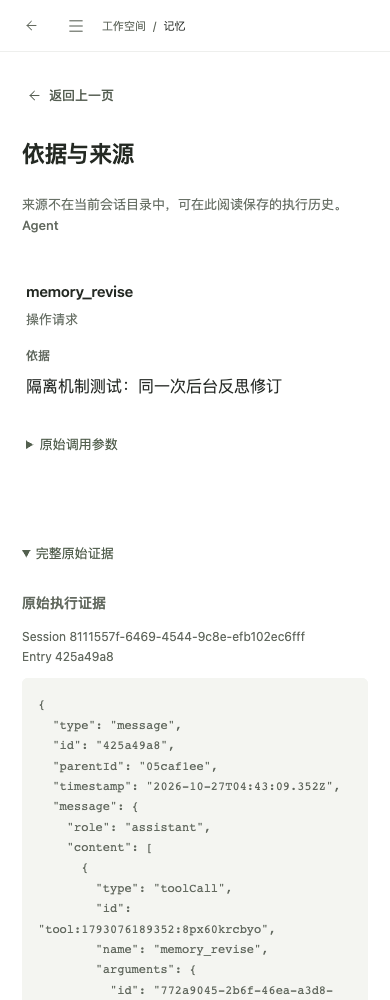 工作空间 / 记忆
返回上一页
依据与来源
来源不在当前会话目录中，可在此阅读保存的执行历史。
Agent
memory_revise
操作请求
依据
隔离机制测试：同一次后台反思修订
原始调用参数
完整原始证据
原始执行证据
Session 8111557f-6469-4544-9c8e-efb102ec6fff
Entry 425a49a8
{
"type": "message",
"id": "425a49a8",
"parentId": "05caf1ee",
"timestamp": "2026-10-27T04:43:09.352Z",
"message": {
"role": "assistant",
"content": [
{
"type": "toolCall",
"id":
"tool:1793076189352:8px60krcbyo",
"name": "memory_revise",
"arguments": {
"id": "772a9045-2b6f-46ea-a3d8-